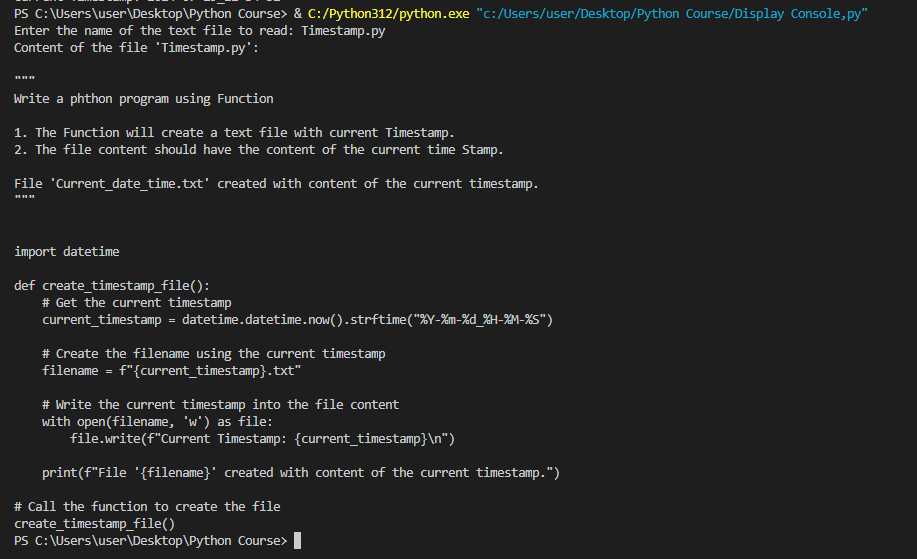 PS C:\Users\user\Desktop\Python Course> & C:/Python312/python.exe "c:/Users/user/Desktop/Python Course/Display Console,py"
Enter the name of the text file to read: Timestamp.py
Content of the file 'Timestamp.py':

"""
Write a phthon program using Function

1. The Function will create a text file with current Timestamp.
2. The file content should have the content of the current time Stamp.

File 'Current_date_time.txt' created with content of the current timestamp.
"""


import datetime

def create_timestamp_file():
    # Get the current timestamp
    current_timestamp = datetime.datetime.now().strftime("%Y-%m-%d_%H-%M-%S")

    # Create the filename using the current timestamp
    filename = f"{current_timestamp}.txt"

    # Write the current timestamp into the file content
    with open(filename, 'w') as file:
        file.write(f"Current Timestamp: {current_timestamp}\n")

    print(f"File '{filename}' created with content of the current timestamp.")

# Call the function to create the file
create_timestamp_file()
PS C:\Users\user\Desktop\Python Course>